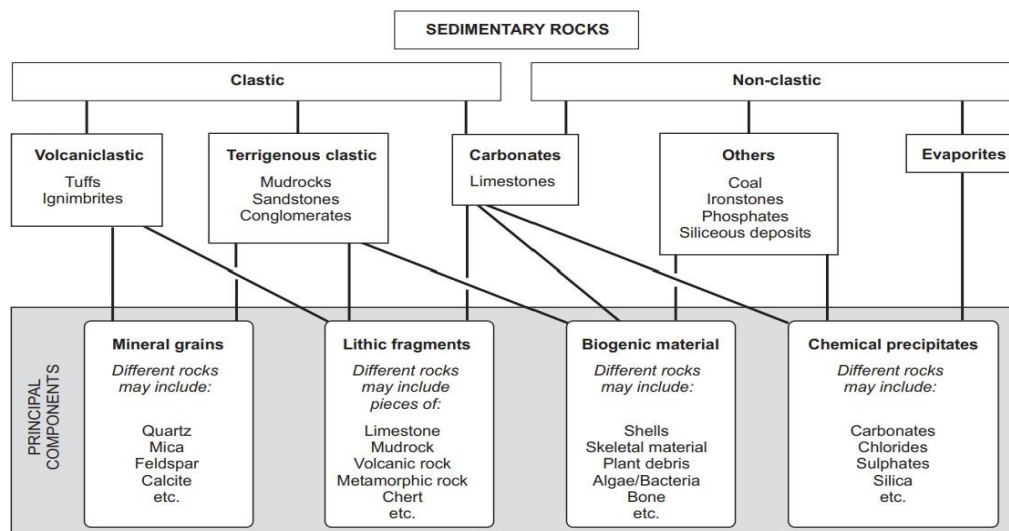 SEDIMENTARY ROCKS
Clastic
Non-clastic
Volcaniclastic
Tuffs
Ignimbrites
Terrigenous clastic
Mudrocks
Sandstones
Conglomerates
Carbonates
Limestones
Others
Coal
Ironstones
Phosphates
Siliceous deposits
Evaporites
PRINCIPAL
COMPONENTS
Mineral grains
Different rocks
may include:
Quartz
Mica
Feldspar
Calcite
etc.
Lithic fragments
Different rocks
may include
pieces of:
Limestone
Mudrock
Volcanic rock
Metamorphic rock
Chert
etc.
Biogenic material
Different rocks
may include:
Shells
Skeletal material
Plant debris
Algae/Bacteria
Bone
etc.
Chemical precipitates
Different rocks
may include:
Carbonates
Chlorides
Sulphates
Silica
etc.